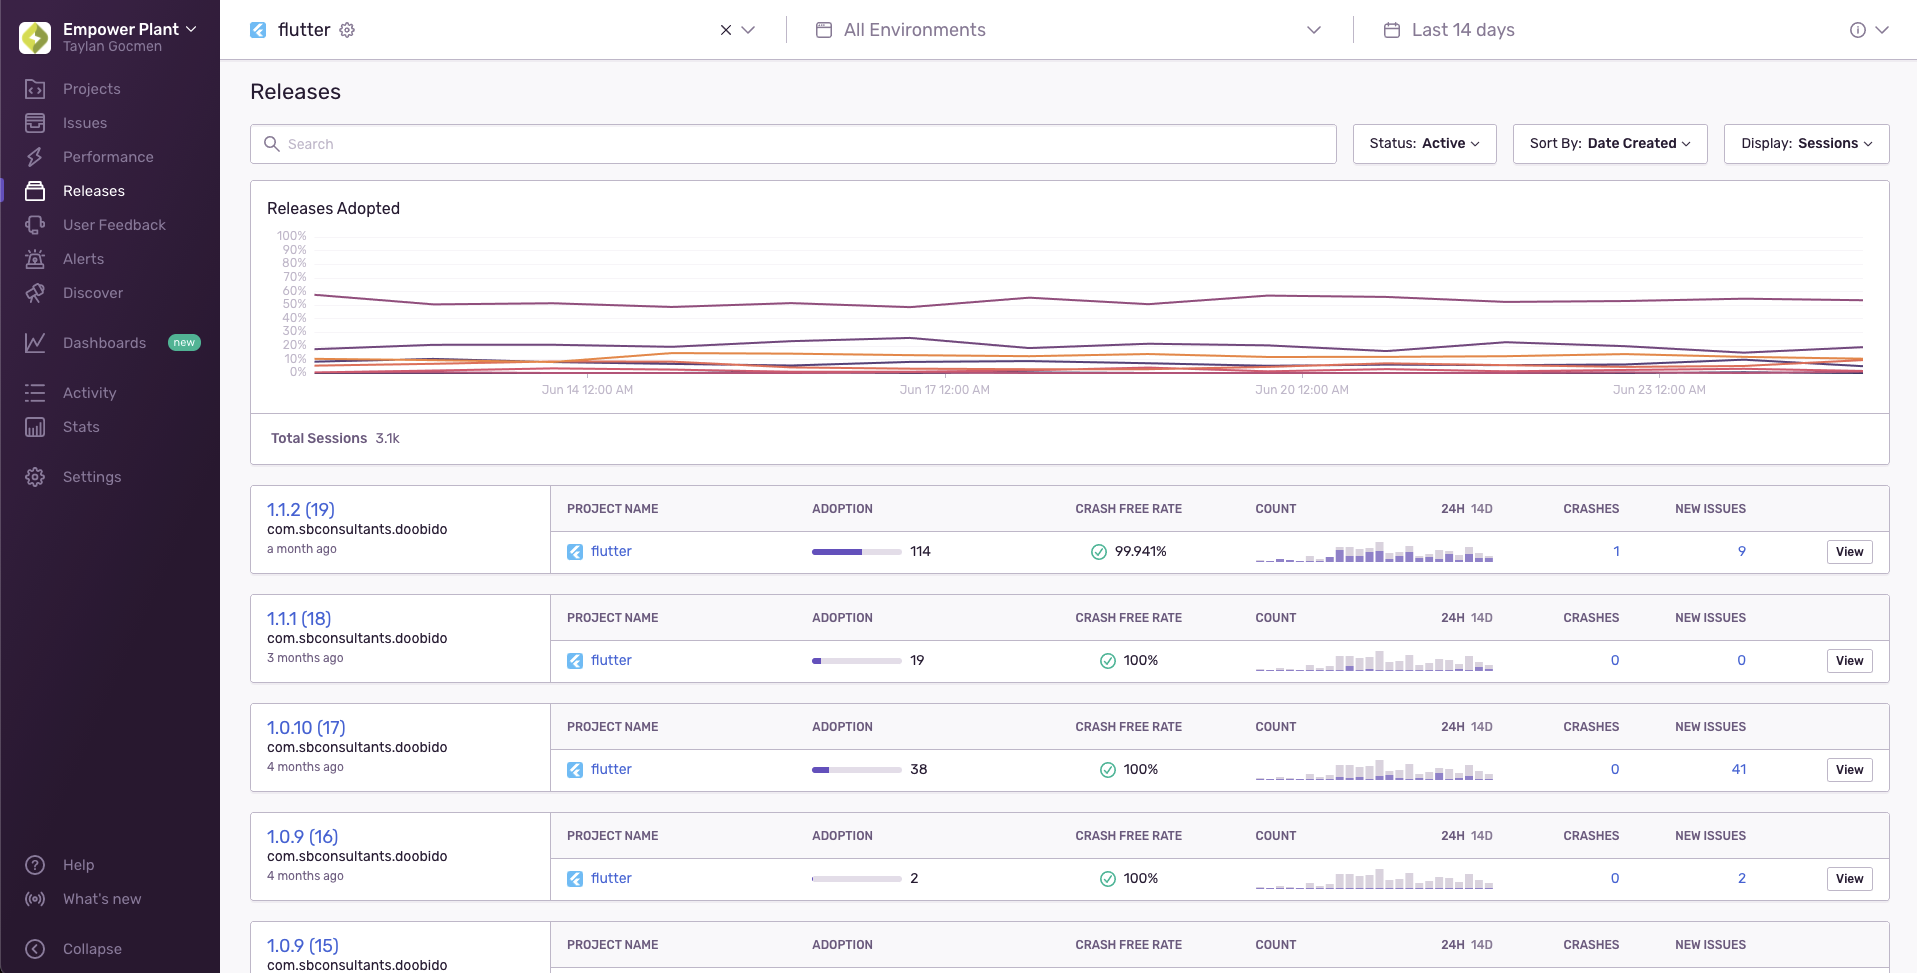 Empower Plant
Taylan Gocmen
Projects
Issues
Performance
Releases
User Feedback
Alerts
Discover
Dashboards new
Activity
Stats
Settings
Help
What's new
Collapse
flutter
All Environments
Last 14 days
Releases
Search
Status: Active
Sort By: Date Created
Display: Sessions
Releases Adopted
100%
90%
80%
70%
60%
50%
40%
30%
20%
10%
0%
Jun 14 12:00 AM Jun 17 12:00 AM Jun 20 12:00 AM Jun 23 12:00 AM
Total Sessions 3.1k
1.1.2 (19)
com.sbconsultants.doobido
a month ago
PROJECT NAME ADOPTION CRASH FREE RATE COUNT 24H 14D CRASHES NEW ISSUES
flutter 114 99.941% 1 9 View
1.1.1 (18)
com.sbconsultants.doobido
3 months ago
PROJECT NAME ADOPTION CRASH FREE RATE COUNT 24H 14D CRASHES NEW ISSUES
flutter 19 100% 0 0 View
1.0.10 (17)
com.sbconsultants.doobido
4 months ago
PROJECT NAME ADOPTION CRASH FREE RATE COUNT 24H 14D CRASHES NEW ISSUES
flutter 38 100% 0 41 View
1.0.9 (16)
com.sbconsultants.doobido
4 months ago
PROJECT NAME ADOPTION CRASH FREE RATE COUNT 24H 14D CRASHES NEW ISSUES
flutter 2 100% 0 2 View
1.0.9 (15)
com.sbconsultants.doobido
PROJECT NAME ADOPTION CRASH FREE RATE COUNT 24H 14D CRASHES NEW ISSUES